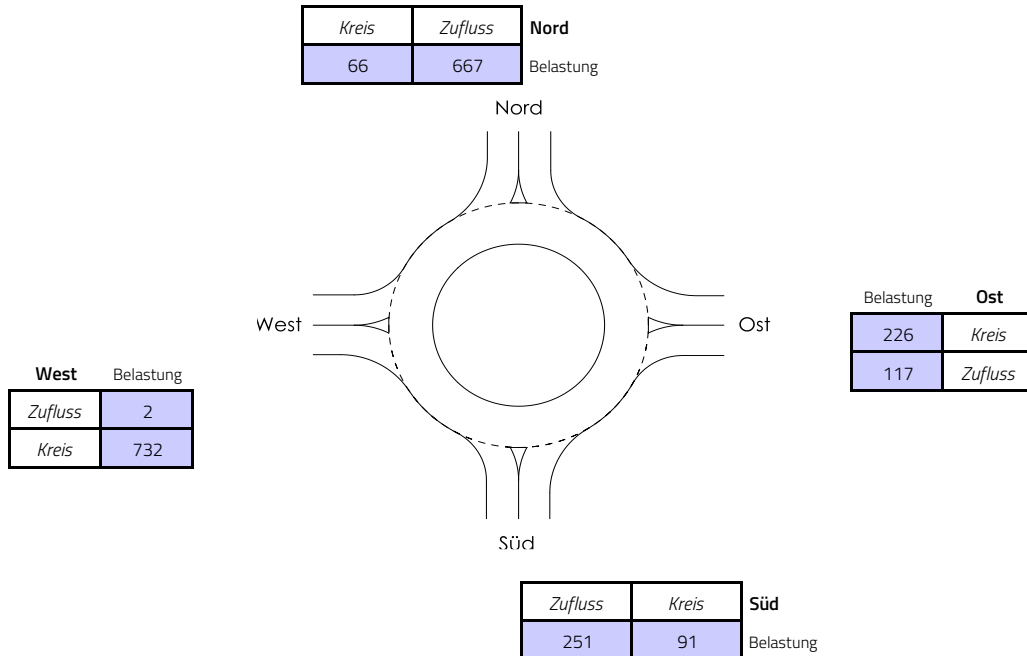 Kreis Zufluss Nord
66 667 Belastung
Nord
West Ost
Belastung Ost
226 Kreis
117 Zufluss
West Belastung
Zufluss 2
Kreis 732
Süd
Zufluss Kreis Süd
251 91 Belastung